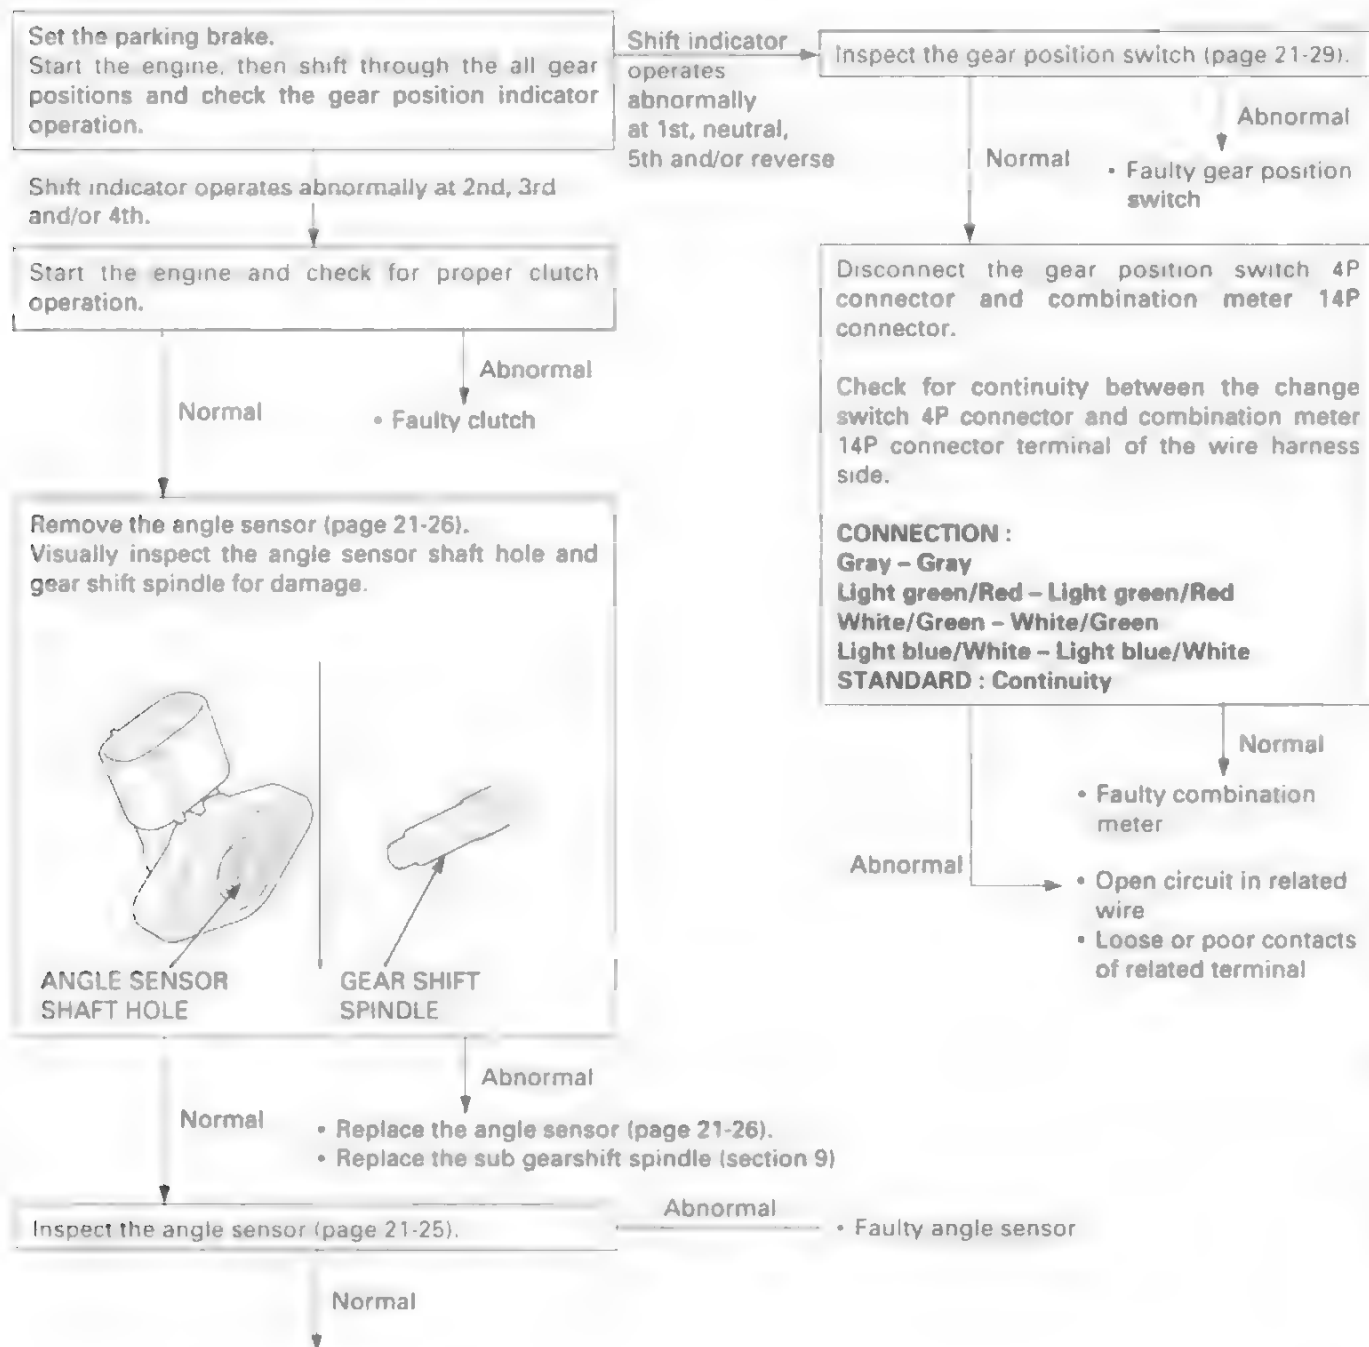 Set the parking brake.
Start the engine, then shift through the all gear
positions and check the gear position indicator
operation.
Shift indicator
operates
abnormally
at 1st, neutral,
5th and/or reverse
Inspect the gear position switch (page 21-29).
Abnormal
• Faulty gear position
switch
Normal
Disconnect the gear position switch 4P
connector and combination meter 14P
connector.
Check for continuity between the change
switch 4P connector and combination meter
14P connector terminal of the wire harness
side.
CONNECTION :
Gray – Gray
Light green/Red – Light green/Red
White/Green – White/Green
Light blue/White – Light blue/White
STANDARD : Continuity
Normal
• Faulty combination
meter
Abnormal
• Open circuit in related
wire
• Loose or poor contacts
of related terminal
Shift indicator operates abnormally at 2nd, 3rd
and/or 4th.
Start the engine and check for proper clutch
operation.
Abnormal
• Faulty clutch
Normal
Remove the angle sensor (page 21-26).
Visually inspect the angle sensor shaft hole and
gear shift spindle for damage.
ANGLE SENSOR
SHAFT HOLE
GEAR SHIFT
SPINDLE
Abnormal
• Replace the angle sensor (page 21-26).
• Replace the sub gearshift spindle (section 9)
Normal
Inspect the angle sensor (page 21-25).
Abnormal
• Faulty angle sensor
Normal